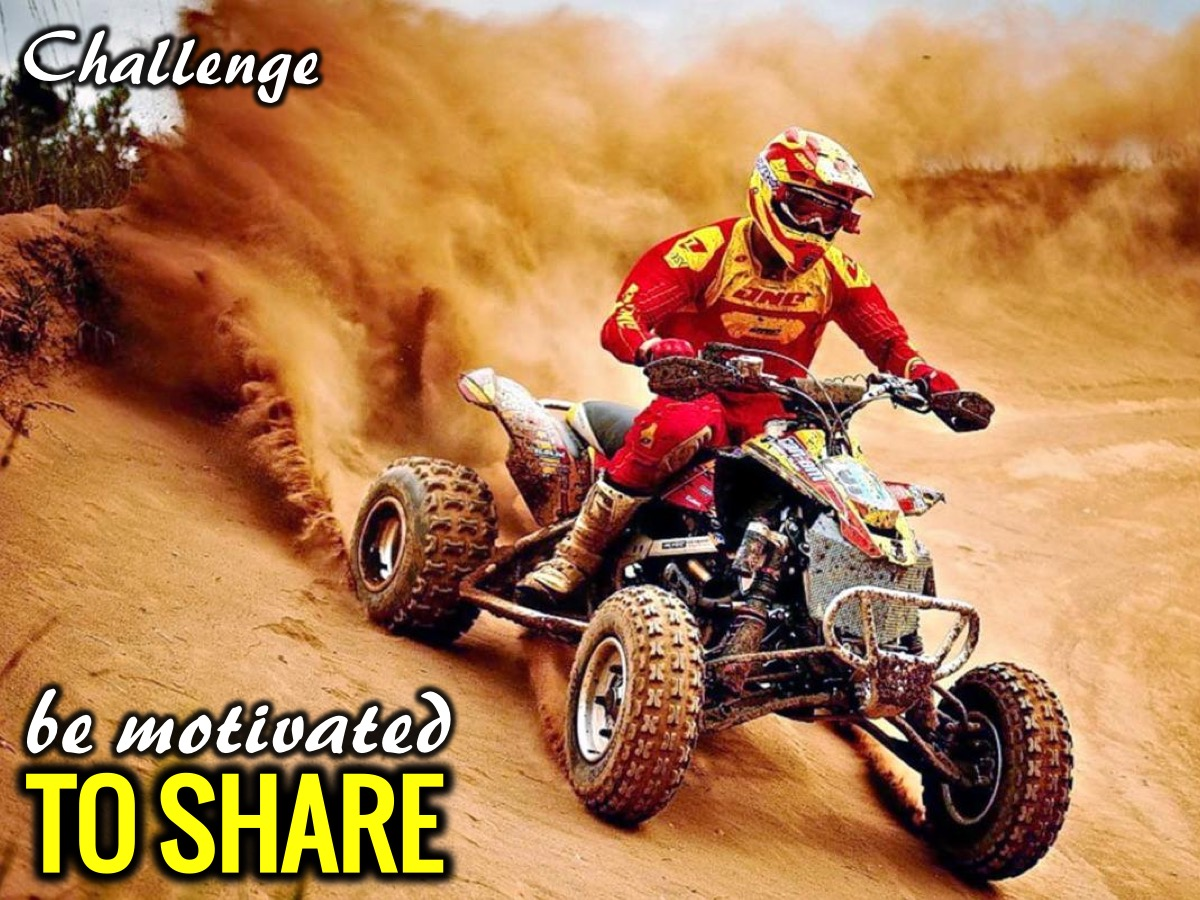 Challenge
ONE
be motivated
TO SHARE